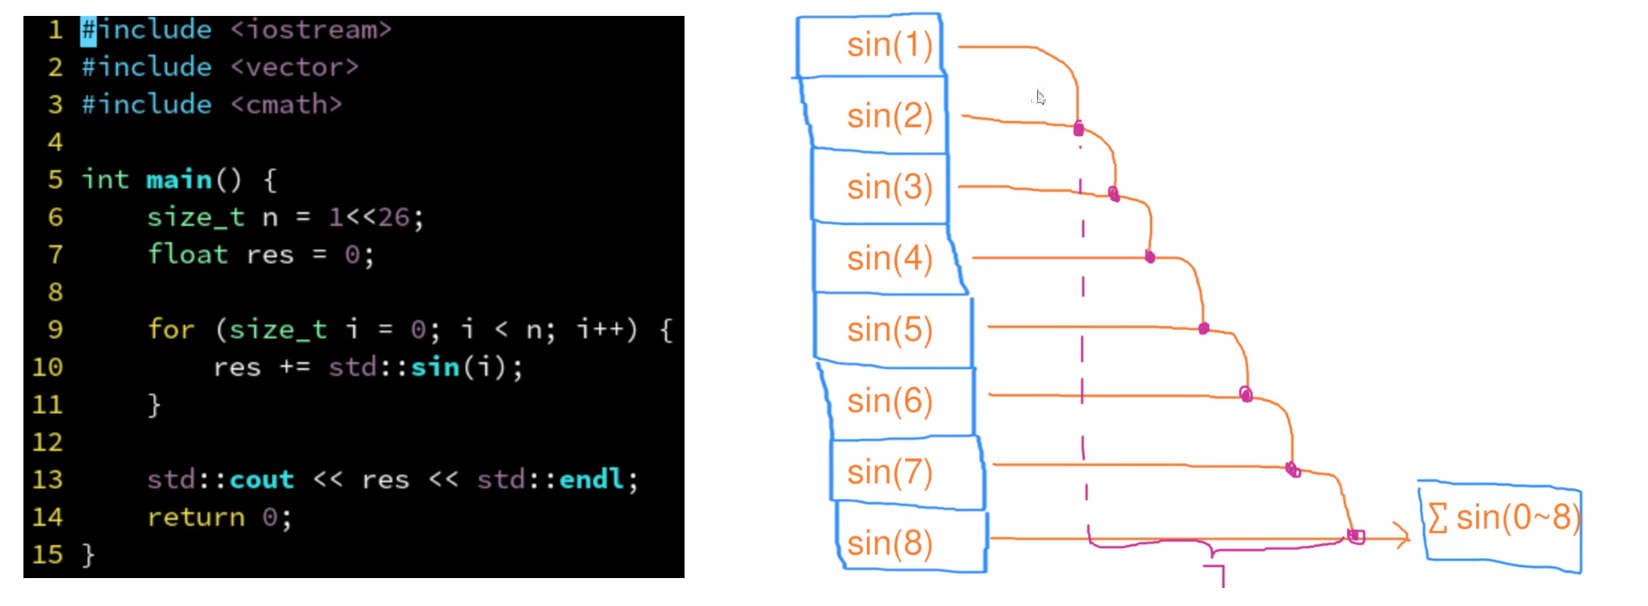 1 #include <iostream>
2 #include <vector>
3 #include <cmath>
4
5 int main() {
6     size_t n = 1<<26;
7     float res = 0;
8
9     for (size_t i = 0; i < n; i++) {
10         res += std::sin(i);
11     }
12
13     std::cout << res << std::endl;
14     return 0;
15 }
sin(1)
sin(2)
sin(3)
sin(4)
sin(5)
sin(6)
sin(7)
sin(8)
∑ sin(0~8)
7